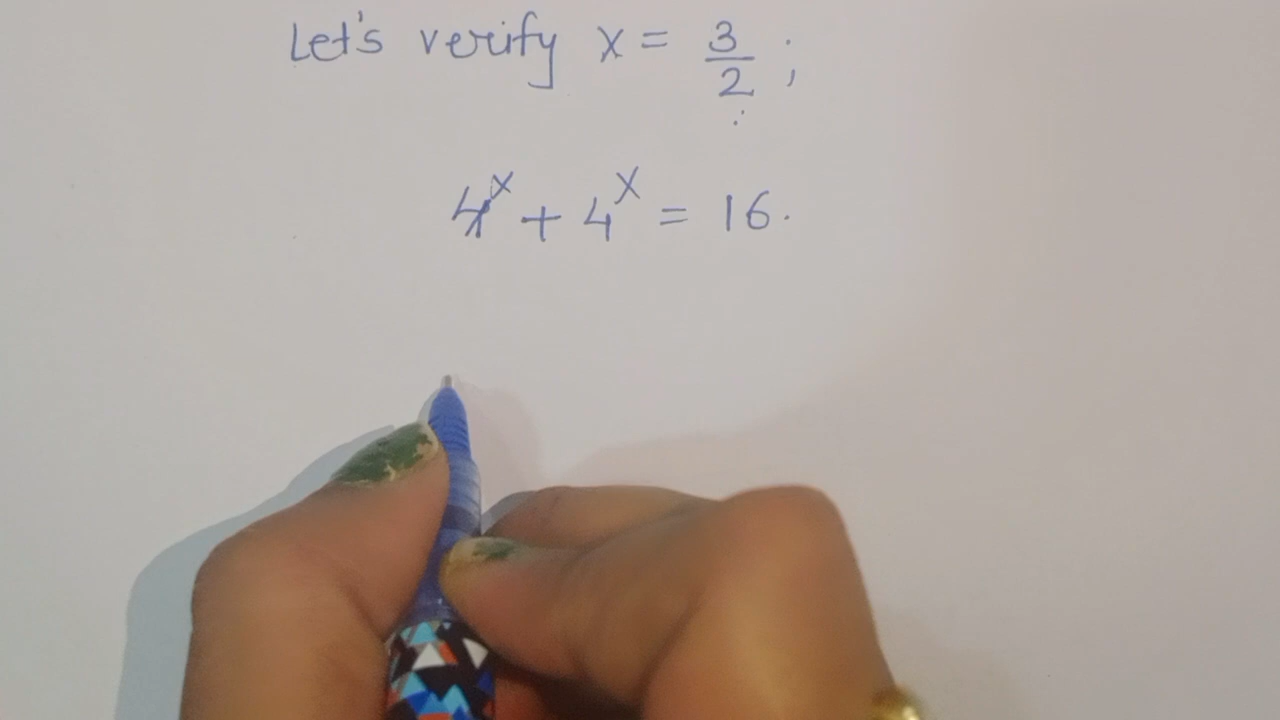 Let's verify x = 3/2 ;
4^x + 4^x = 16.